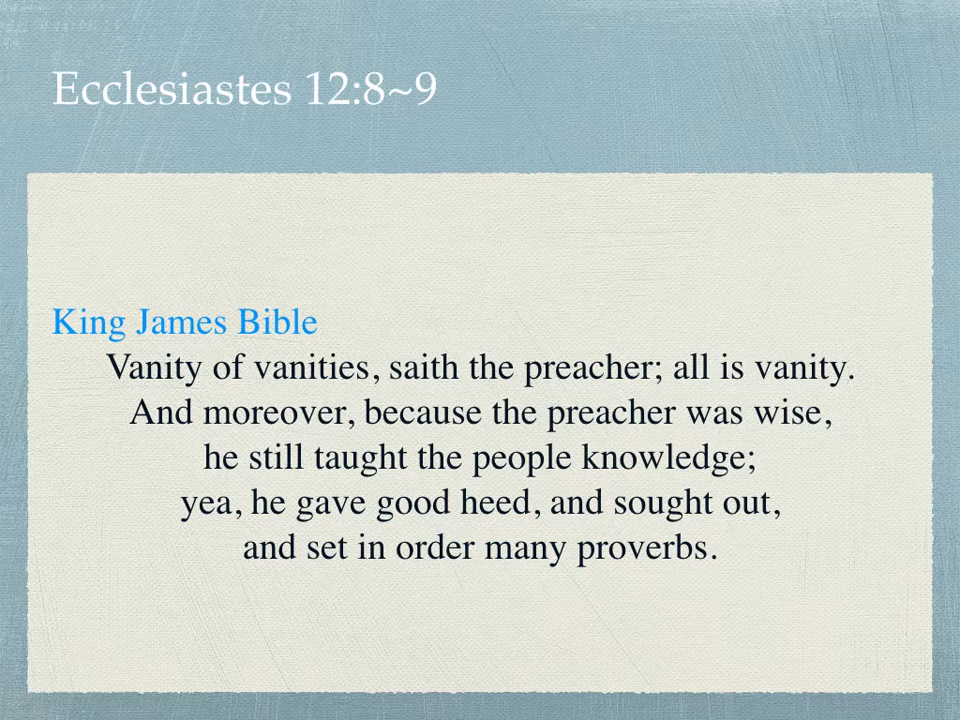 Ecclesiastes 12:8~9
King James Bible
Vanity of vanities, saith the preacher; all is vanity.
And moreover, because the preacher was wise,
he still taught the people knowledge;
yea, he gave good heed, and sought out,
and set in order many proverbs.